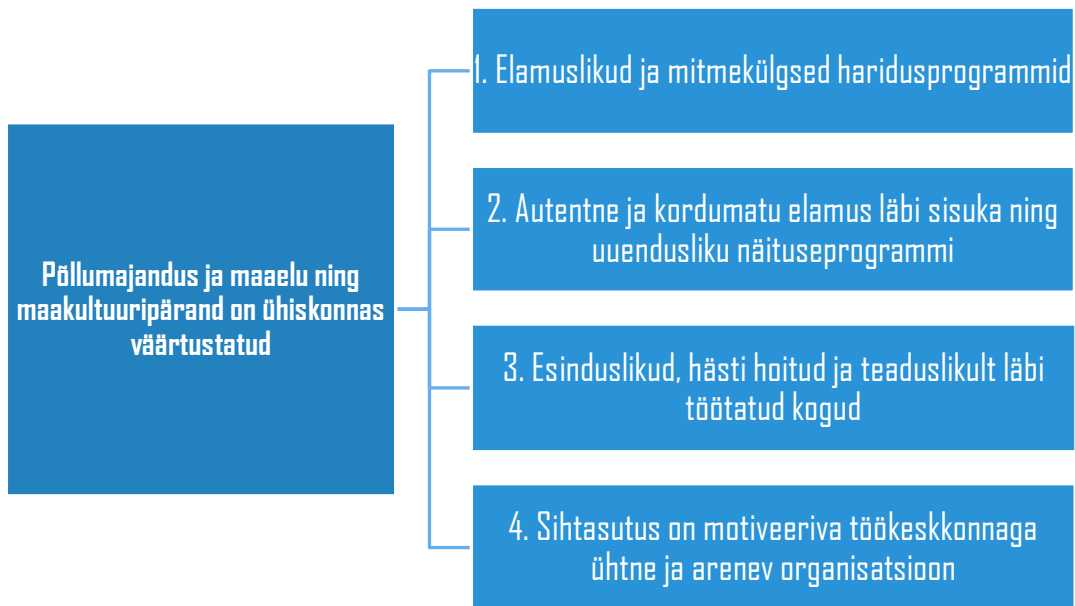 Põllumajandus ja maaelu ning
maakultuuripärand on ühiskonnas
väärtustatud
1. Elamuslikud ja mitmekülgsed haridusprogrammid
2. Autentne ja kordumatu elamus läbi sisuka ning
uuendusliku näituseprogrammi
3. Esinduslikud, hästi hoitud ja teaduslikult läbi
töötatud kogud
4. Sihtasutus on motiveeriva töökeskkonnaga
ühtne ja arenev organisatsioon